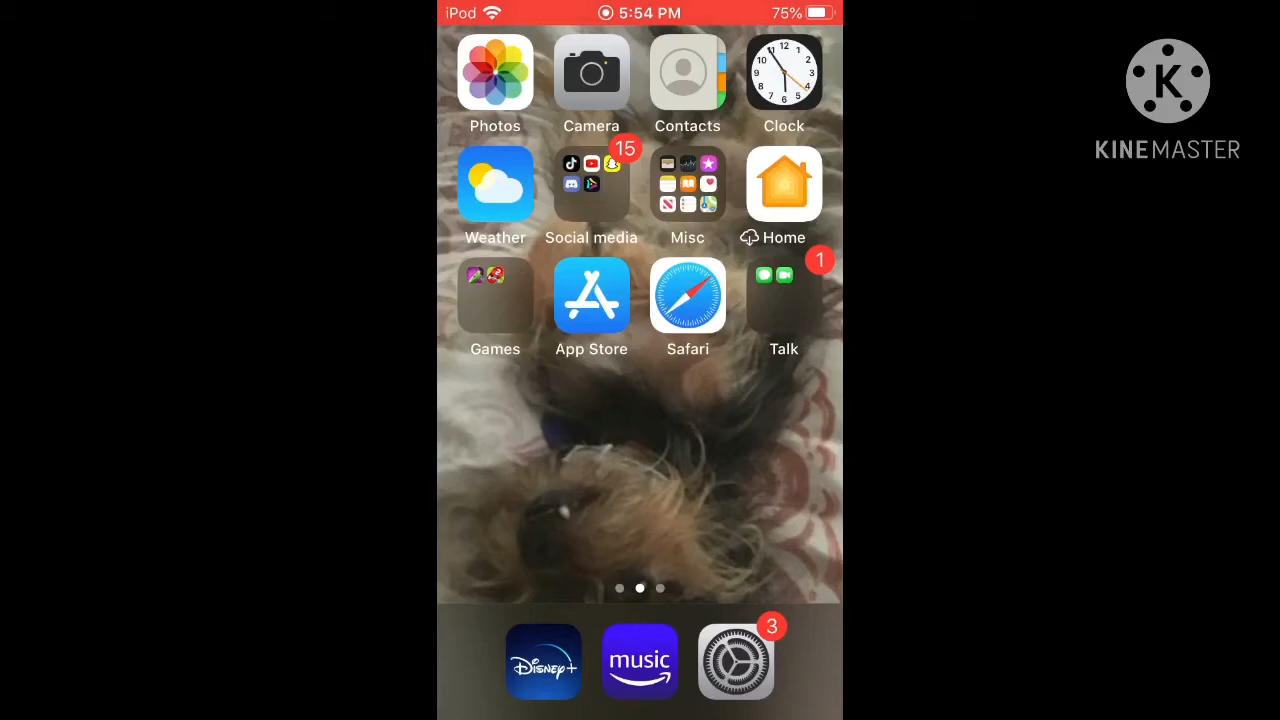 iPod 5:54 PM 75%
KINEMASTER
K
Photos Camera Contacts Clock
15
Weather Social media Misc Home
1
Games App Store Safari Talk
3
Disney+ music